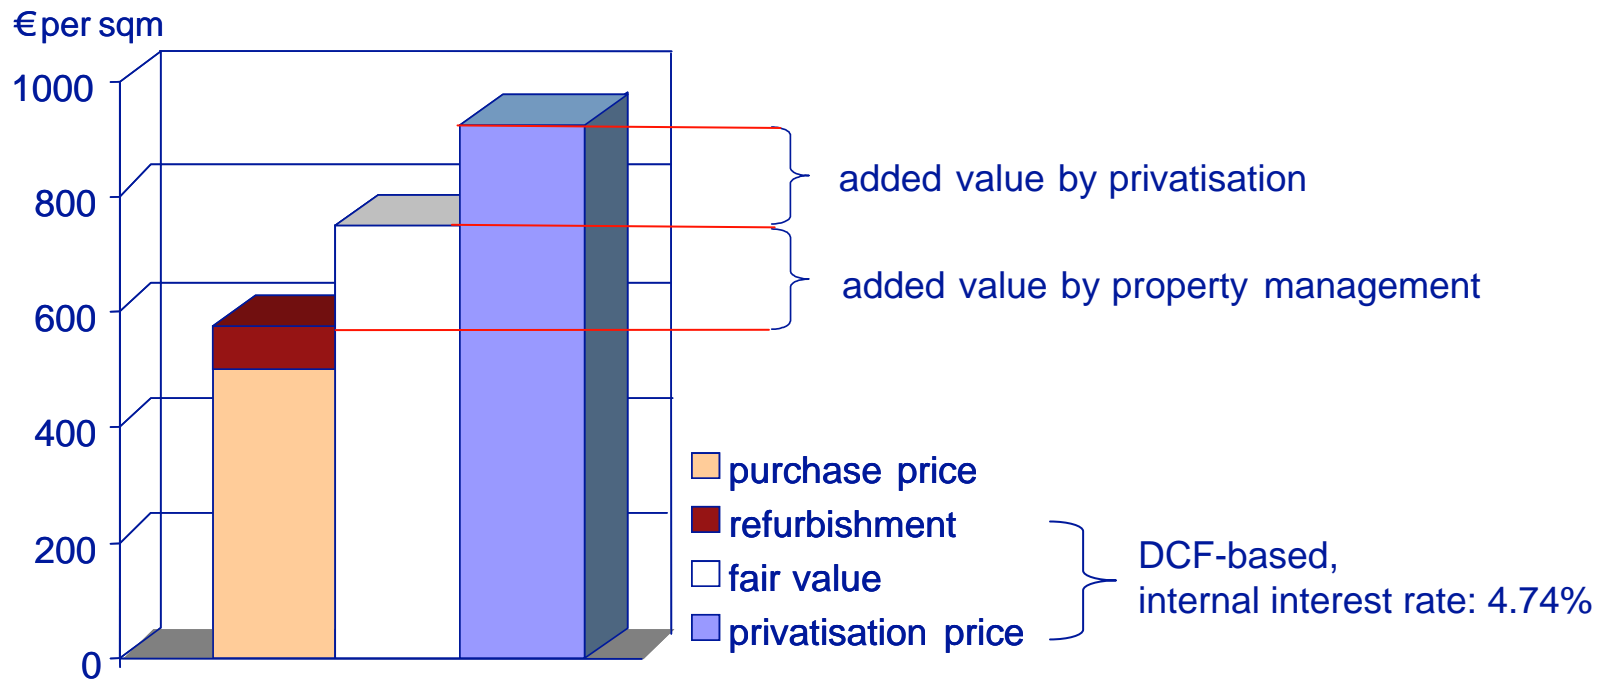 € per sqm
1000
800
600
400
200
0
added value by privatisation
added value by property management
purchase price
refurbishment
fair value
privatisation price
DCF-based,
internal interest rate: 4.74%